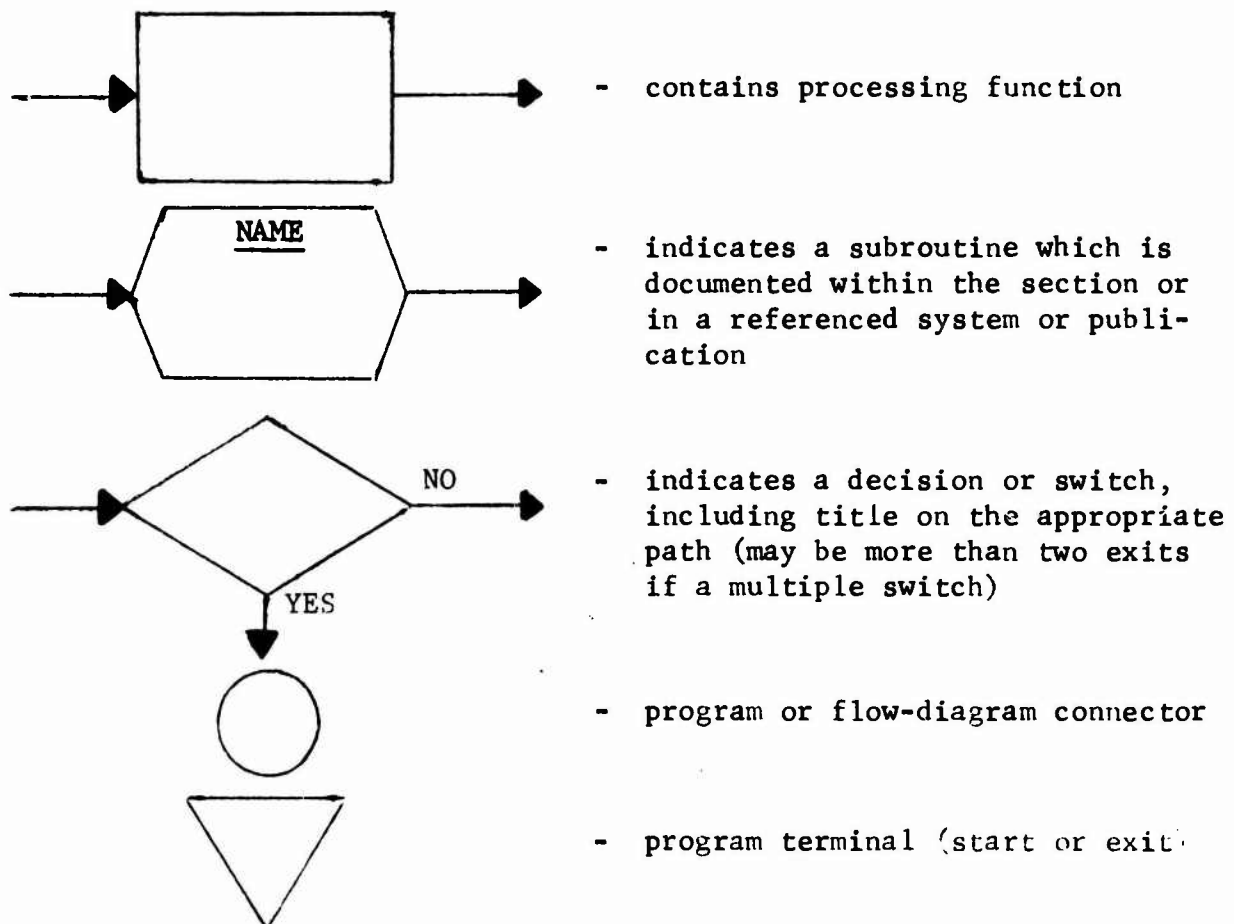 - contains processing function
NAME
- indicates a subroutine which is
documented within the section or
in a referenced system or publi-
cation
NO
- indicates a decision or switch,
including title on the appropriate
path (may be more than two exits
if a multiple switch)
YES
- program or flow-diagram connector
- program terminal (start or exit